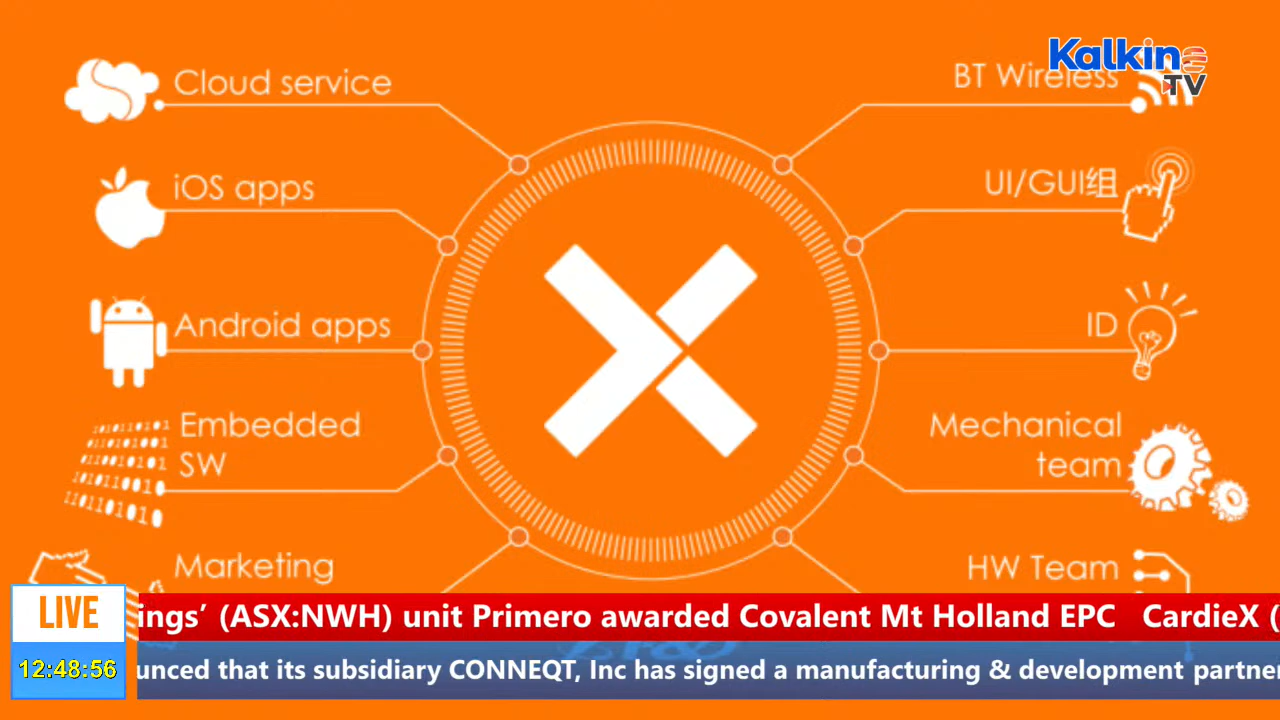 Kalkine
TV
Cloud service
BT Wireless
iOS apps
UI/GUI组
Android apps
ID
Embedded
SW
Mechanical
team
Marketing
HW Team
LIVE
ings’ (ASX:NWH) unit Primero awarded Covalent Mt Holland EPC CardieX (
12:48:56
unced that its subsidiary CONNEQT, Inc has signed a manufacturing & development partner